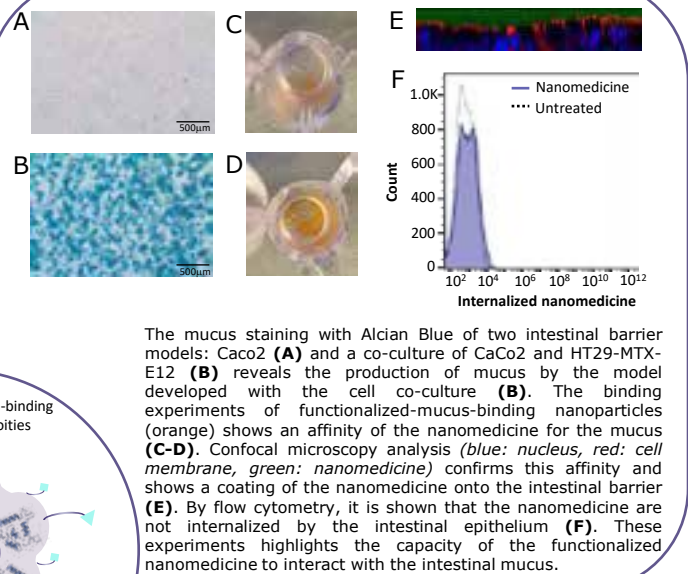 A
500µm
B
500µm
C
D
E
F
Nanomedicine
Untreated
1.0K
800
600
400
200
0
Count
10² 10⁴ 10⁶ 10⁸ 10¹⁰ 10¹²
Internalized nanomedicine
The mucus staining with Alcian Blue of two intestinal barrier
models: Caco2 (A) and a co-culture of CaCo2 and HT29-MTX-
E12 (B) reveals the production of mucus by the model
developed with the cell co-culture (B). The binding
experiments of functionalized-mucus-binding nanoparticles
(orange) shows an affinity of the nanomedicine for the mucus
(C-D). Confocal microscopy analysis (blue: nucleus, red: cell
membrane, green: nanomedicine) confirms this affinity and
shows a coating of the nanomedicine onto the intestinal barrier
(E). By flow cytometry, it is shown that the nanomedicine are
not internalized by the intestinal epithelium (F). These
experiments highlights the capacity of the functionalized
nanomedicine to interact with the intestinal mucus.
-binding